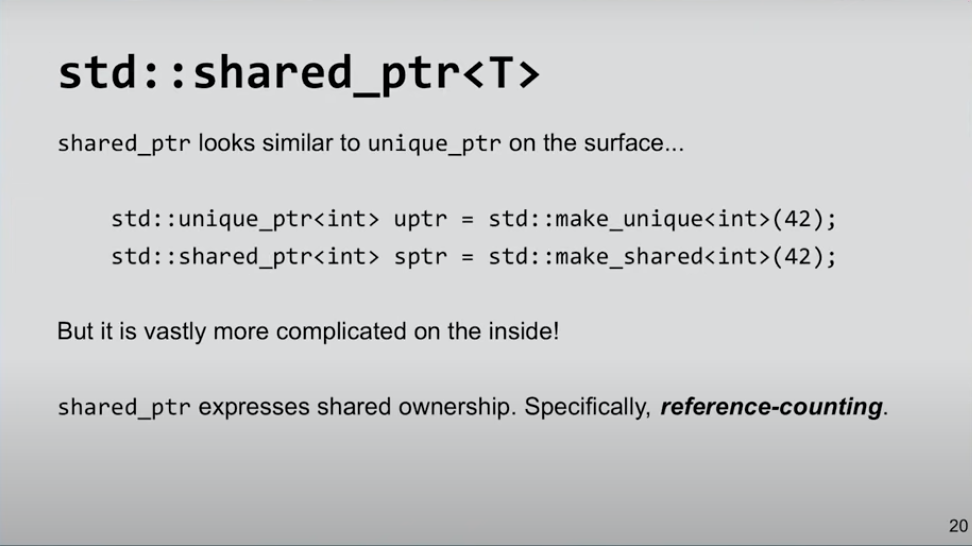 std::shared_ptr<T>
shared_ptr looks similar to unique_ptr on the surface...
std::unique_ptr<int> uptr = std::make_unique<int>(42);
std::shared_ptr<int> sptr = std::make_shared<int>(42);
But it is vastly more complicated on the inside!
shared_ptr expresses shared ownership. Specifically, reference-counting.
20